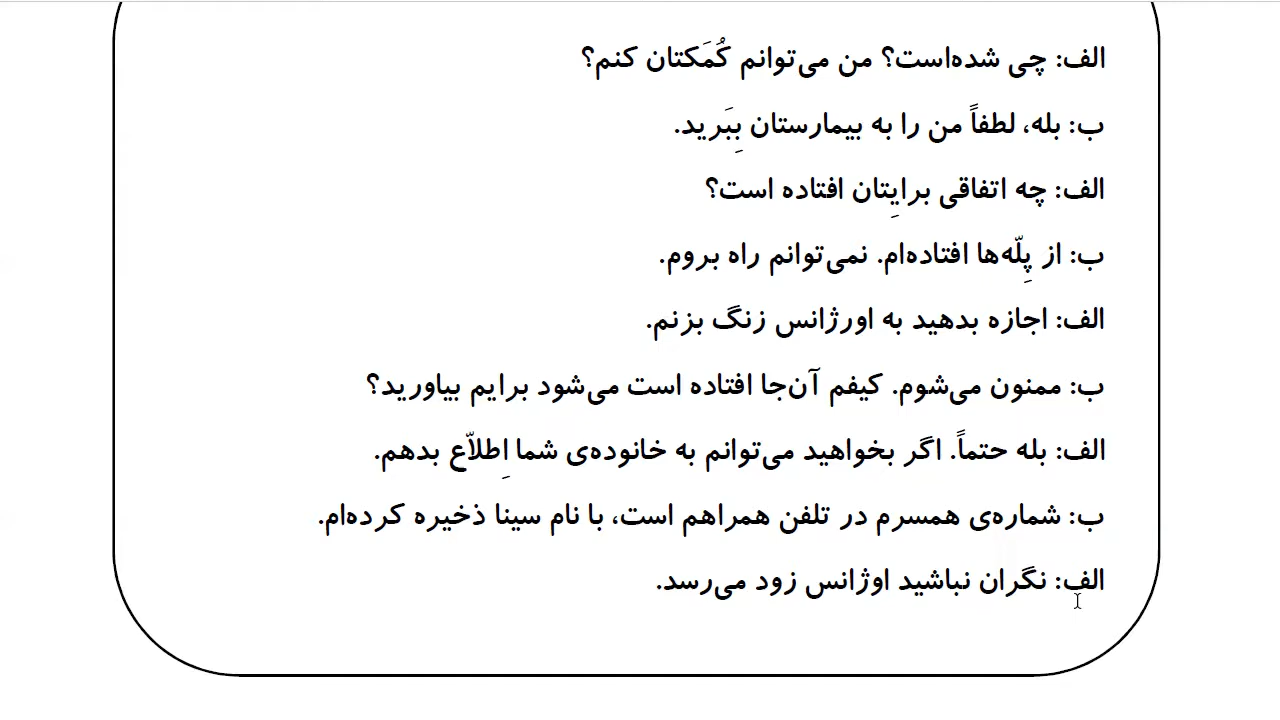 الف: چی شده‌است؟ من می‌توانم کُمَکتان کنم؟
ب: بله، لطفاً من را به بیمارستان بِبَرید.
الف: چه اتفاقی برایِتان افتاده است؟
ب: از پِلّه‌ها افتاده‌ام. نمی‌توانم راه بروم.
الف: اجازه بدهید به اورژانس زنگ بزنم.
ب: ممنون می‌شوم. کیفم آن‌جا افتاده است می‌شود برایم بیاورید؟
الف: بله حتماً. اگر بخواهید می‌توانم به خانوده‌ی شما اِطلاّع بدهم.
ب: شماره‌ی همسرم در تلفن همراهم است، با نام سینا ذخیره کرده‌ام.
الف: نگران نباشید اوژانس زود می‌رسد.